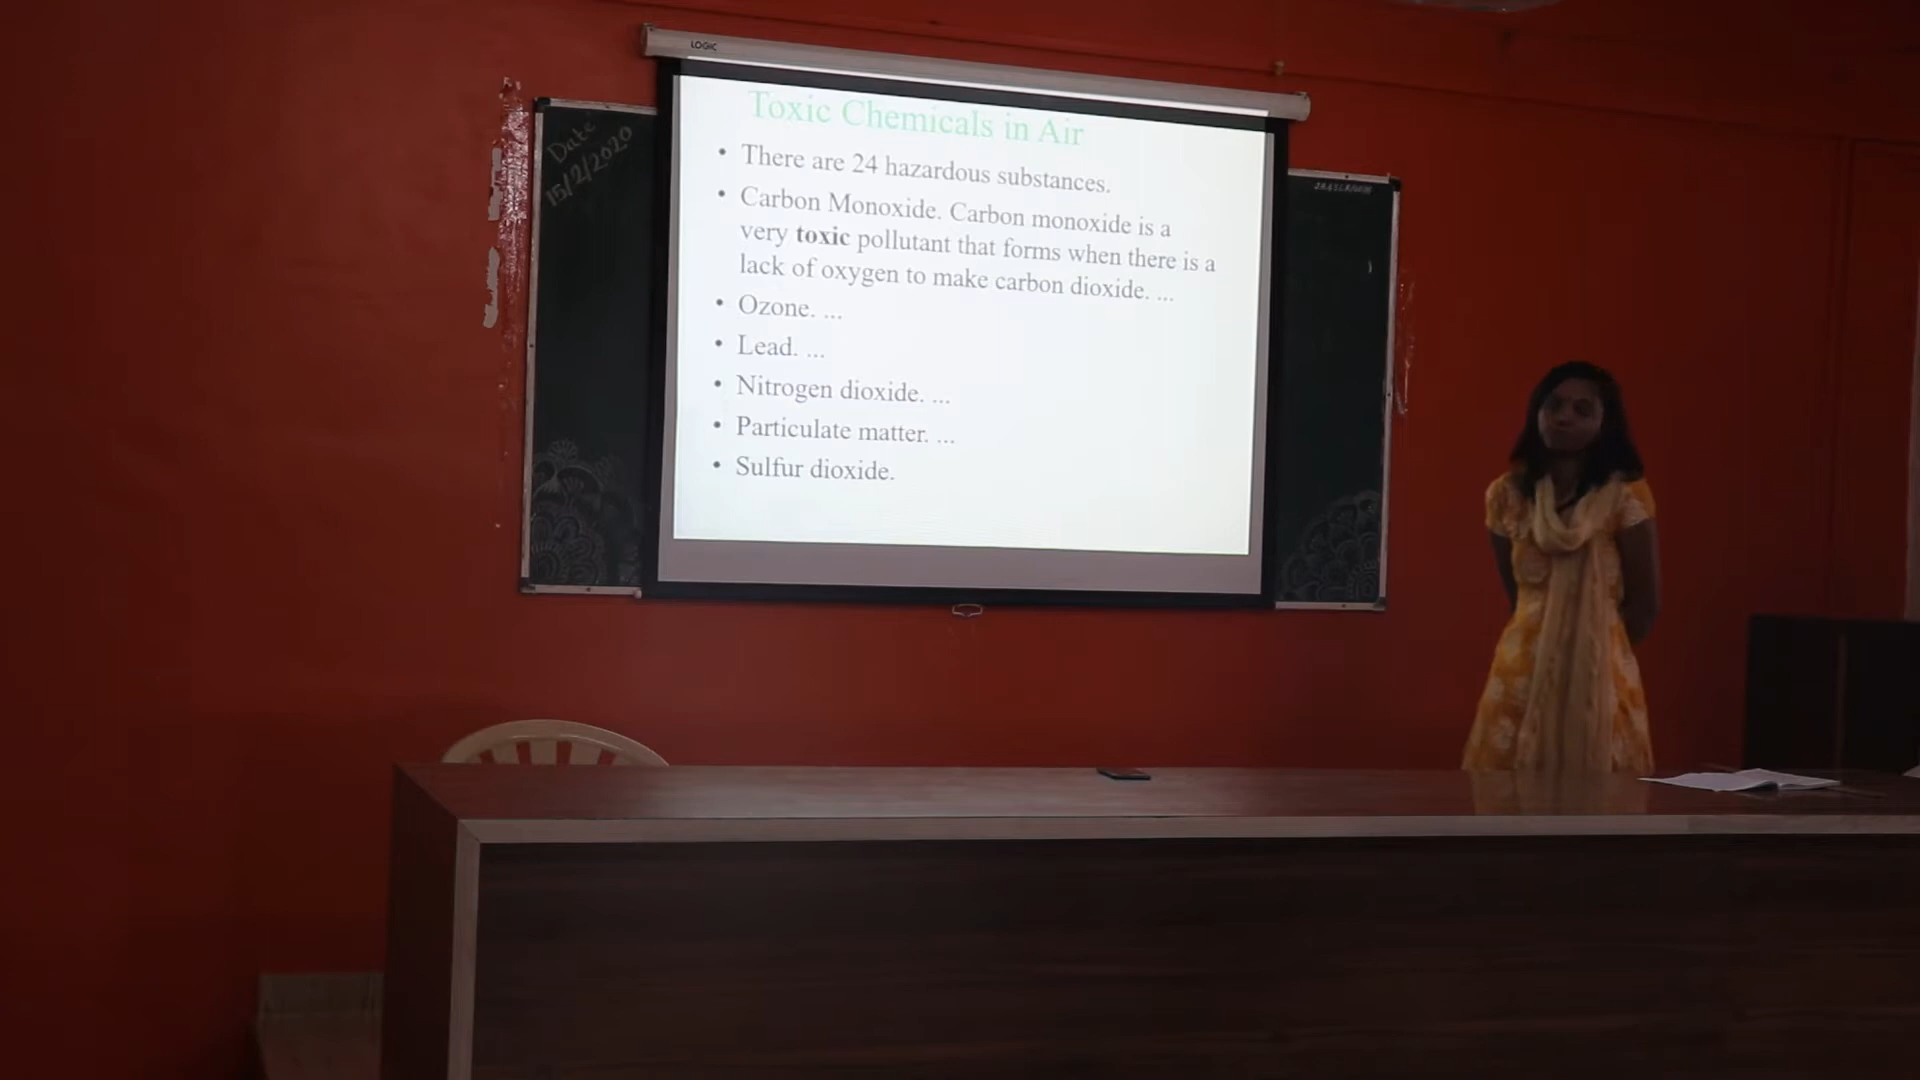 LOGIC
Date
15/2/2020
Toxic Chemicals in Air
• There are 24 hazardous substances.
• Carbon Monoxide. Carbon monoxide is a
very toxic pollutant that forms when there is a
lack of oxygen to make carbon dioxide. ...
• Ozone. ...
• Lead. ...
• Nitrogen dioxide. ...
• Particulate matter. ...
• Sulfur dioxide.